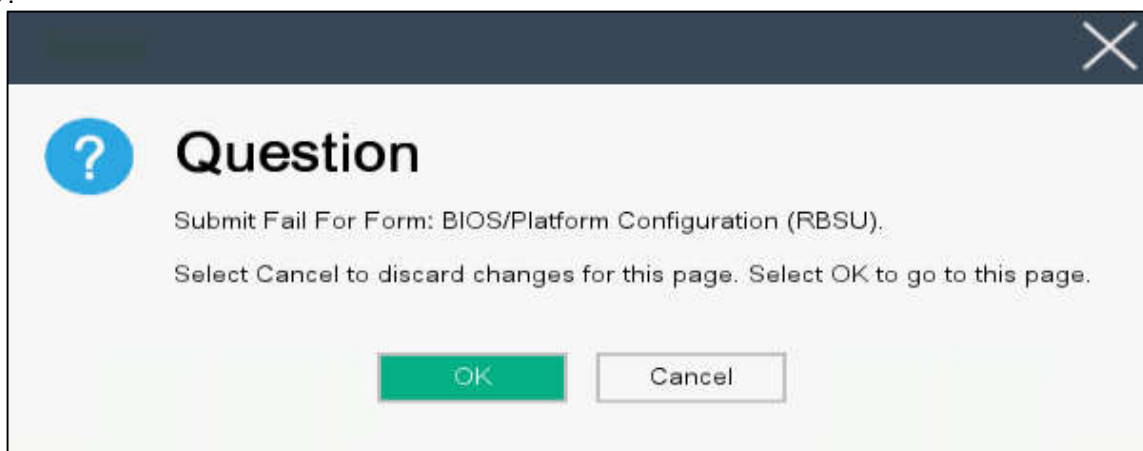 Question
Submit Fail For Form: BIOS/Platform Configuration (RBSU).
Select Cancel to discard changes for this page. Select OK to go to this page.
OK
Cancel